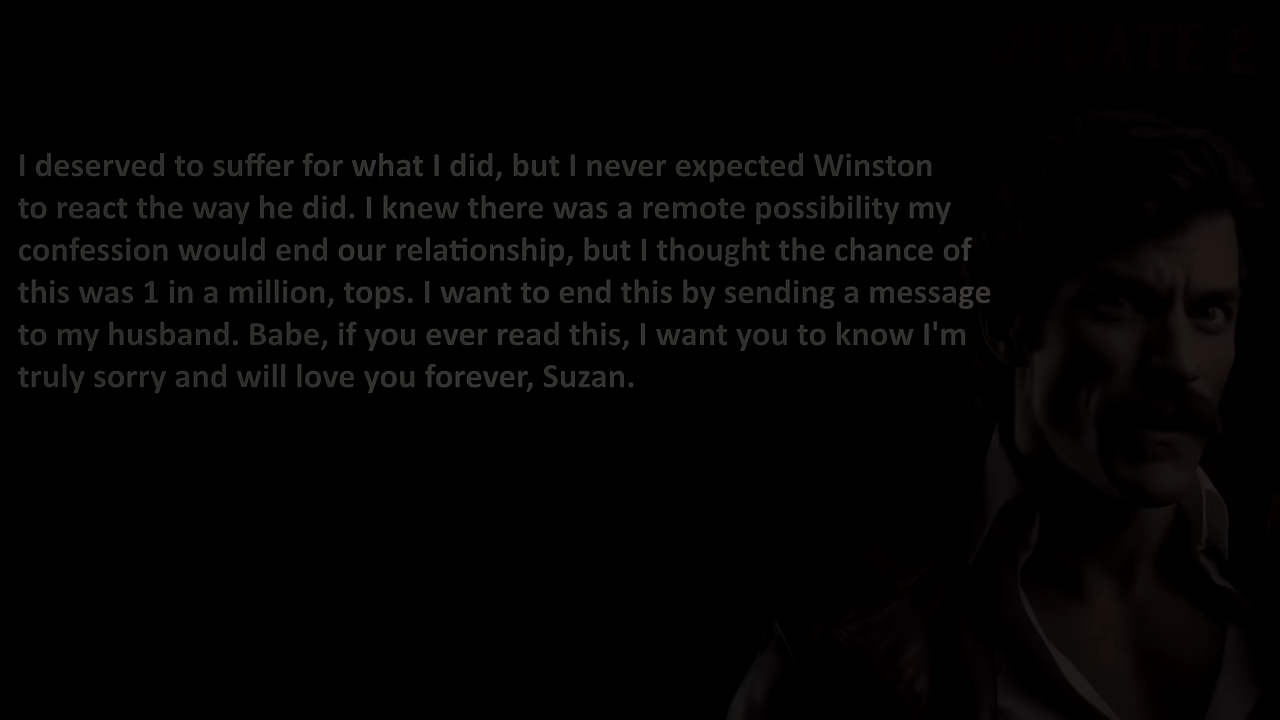 UPDATE 2
I deserved to suffer for what I did, but I never expected Winston
to react the way he did. I knew there was a remote possibility my
confession would end our relationship, but I thought the chance of
this was 1 in a million, tops. I want to end this by sending a message
to my husband. Babe, if you ever read this, I want you to know I'm
truly sorry and will love you forever, Suzan.